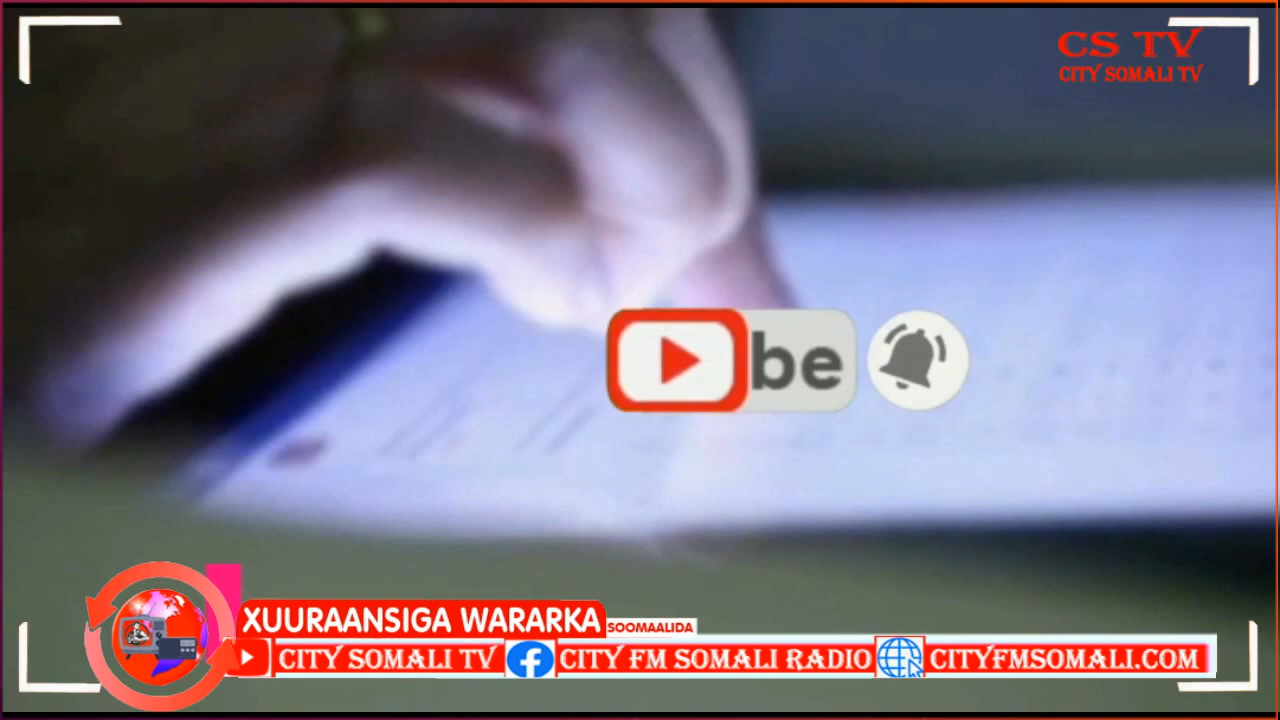 CS TV
CITY SOMALI TV
be
XUURAANSIGA WARARKA
SOOMAALIDA
CITY SOMALI TV CITY FM SOMALI RADIO CITYFMSOMALI.COM